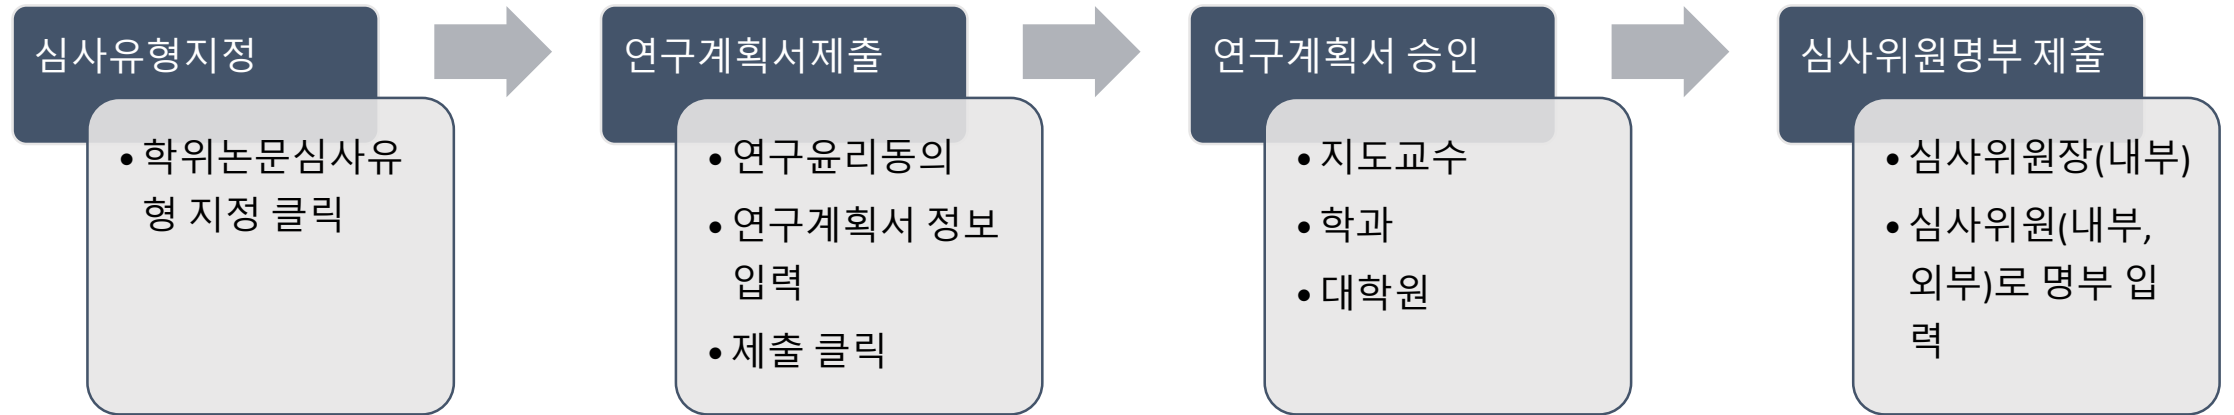 심사유형지정
• 학위논문심사유
형 지정 클릭
연구계획서제출
• 연구윤리동의
• 연구계획서 정보
입력
• 제출 클릭
연구계획서 승인
• 지도교수
• 학과
• 대학원
심사위원명부 제출
• 심사위원장(내부)
• 심사위원(내부,
외부)로 명부 입
력